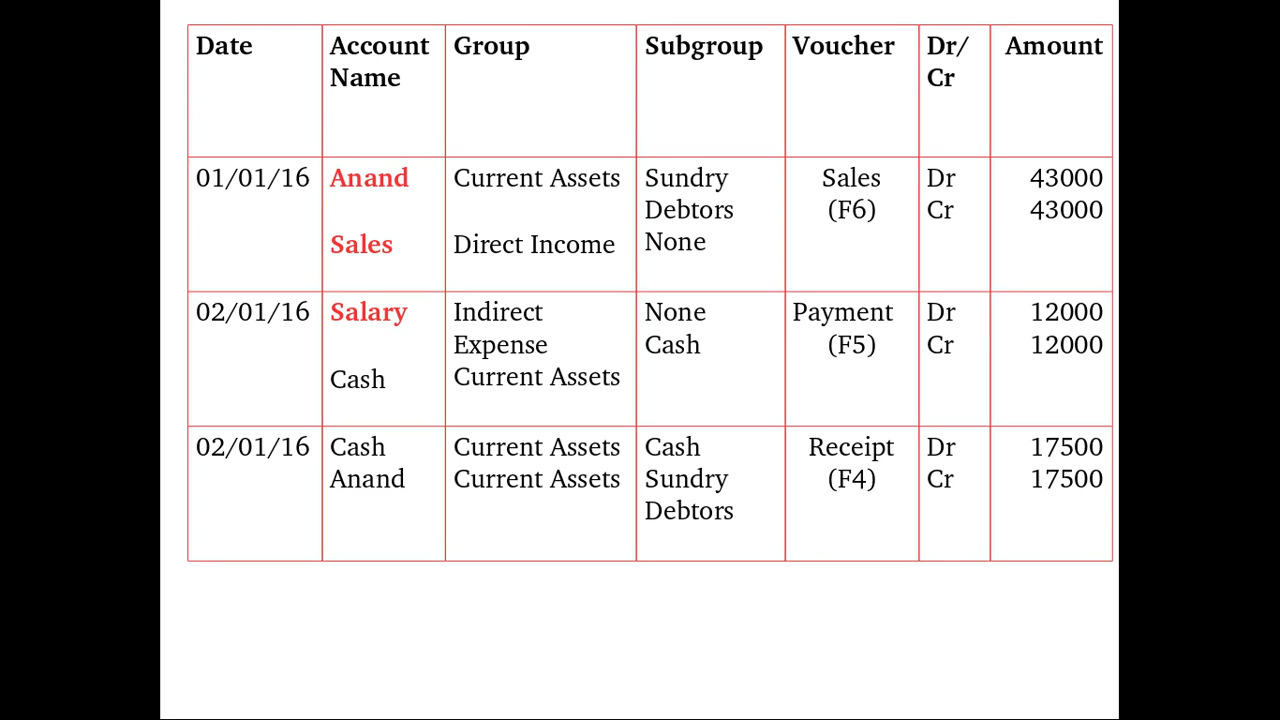 Date Account Name Group Subgroup Voucher Dr/ Cr Amount
01/01/16 Anand Current Assets Sundry Sales Dr 43000
Debtors (F6) Cr 43000
Sales Direct Income None
02/01/16 Salary Indirect None Payment Dr 12000
Expense Cash (F5) Cr 12000
Cash Current Assets
02/01/16 Cash Current Assets Cash Receipt Dr 17500
Anand Current Assets Sundry (F4) Cr 17500
Debtors